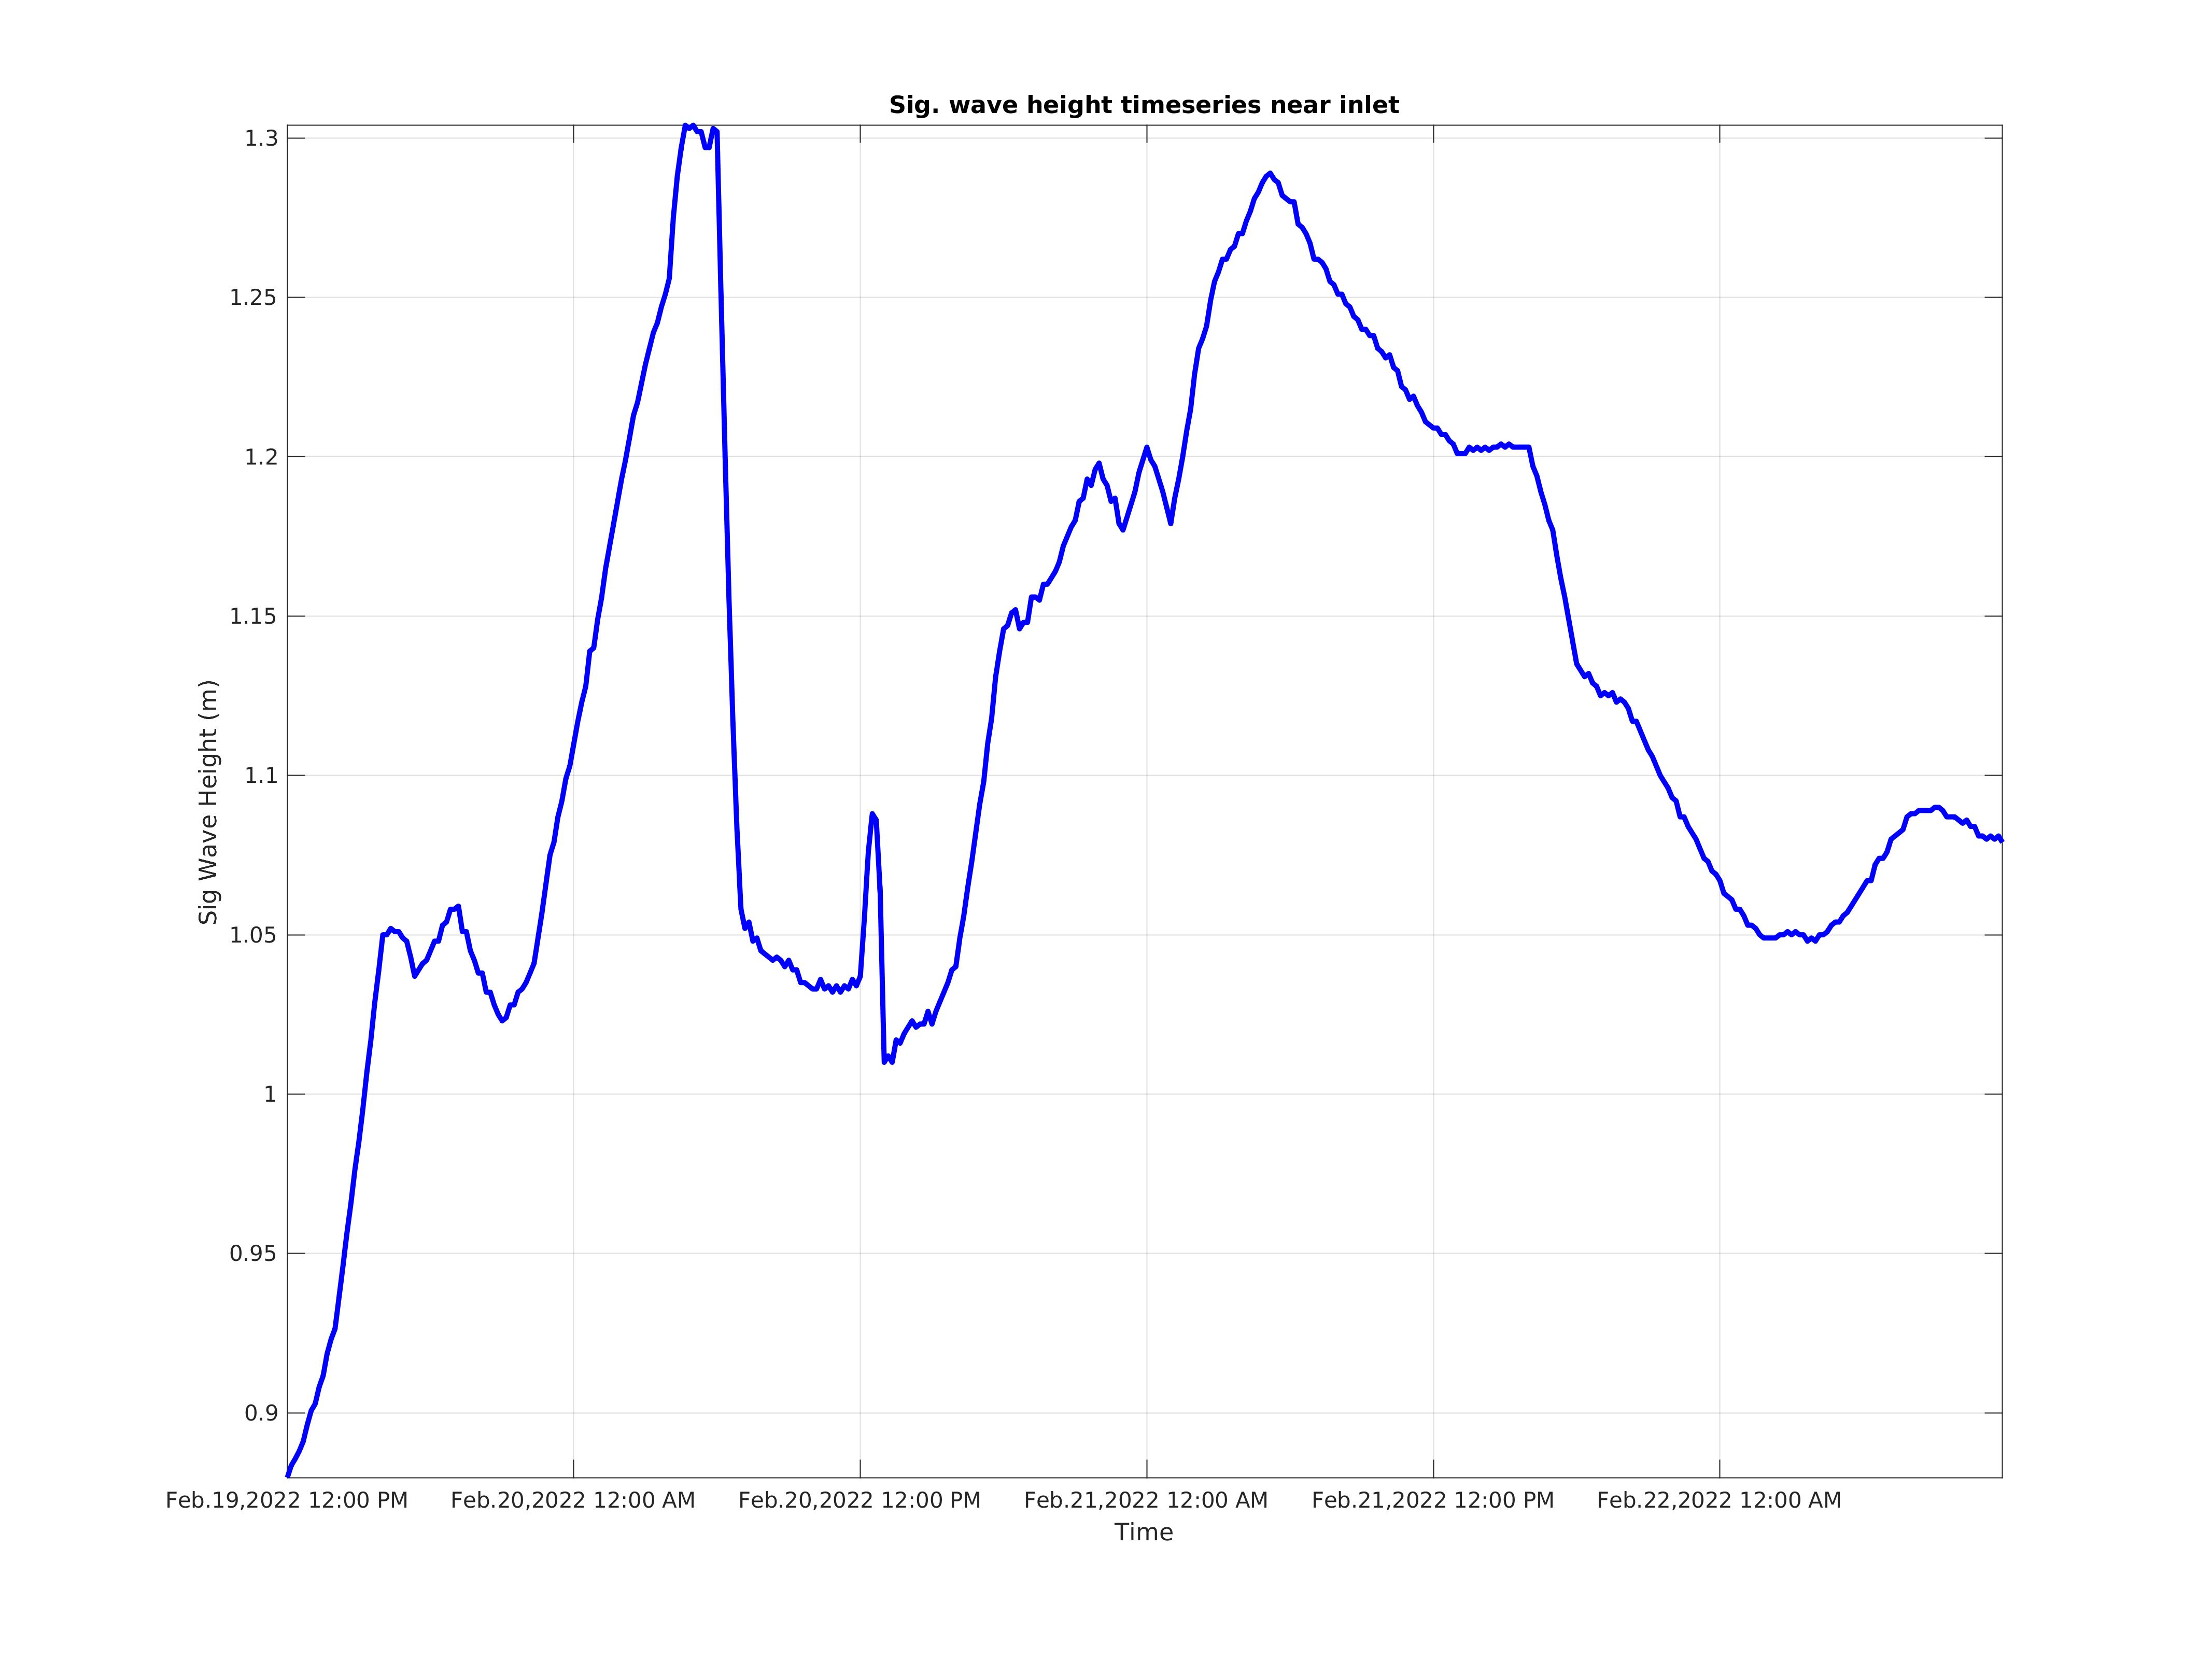 Sig. wave height timeseries near inlet
1.3
1.25
1.2
1.15
1.1
1.05
1
0.95
0.9
Sig Wave Height (m)
Feb.19,2022 12:00 PM Feb.20,2022 12:00 AM Feb.20,2022 12:00 PM Feb.21,2022 12:00 AM Feb.21,2022 12:00 PM Feb.22,2022 12:00 AM
Time